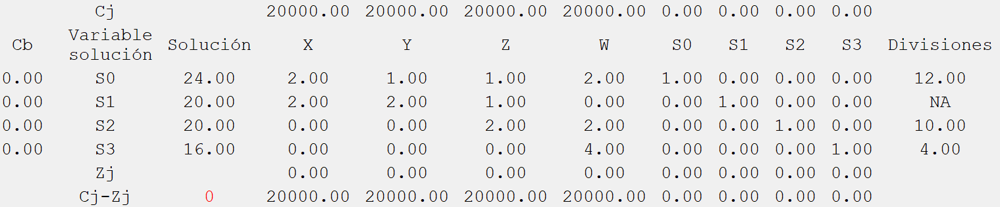 Cj 20000.00 20000.00 20000.00 20000.00 0.00 0.00 0.00 0.00
Cb Variable solución Solución X Y Z W S0 S1 S2 S3 Divisiones
0.00 S0 24.00 2.00 1.00 1.00 2.00 1.00 0.00 0.00 0.00 12.00
0.00 S1 20.00 2.00 2.00 1.00 0.00 0.00 1.00 0.00 0.00 NA
0.00 S2 20.00 0.00 0.00 2.00 2.00 0.00 0.00 1.00 0.00 10.00
0.00 S3 16.00 0.00 0.00 0.00 4.00 0.00 0.00 0.00 1.00 4.00
Zj 0.00 0.00 0.00 0.00 0.00 0.00 0.00 0.00
Cj-Zj 0 20000.00 20000.00 20000.00 20000.00 0.00 0.00 0.00 0.00